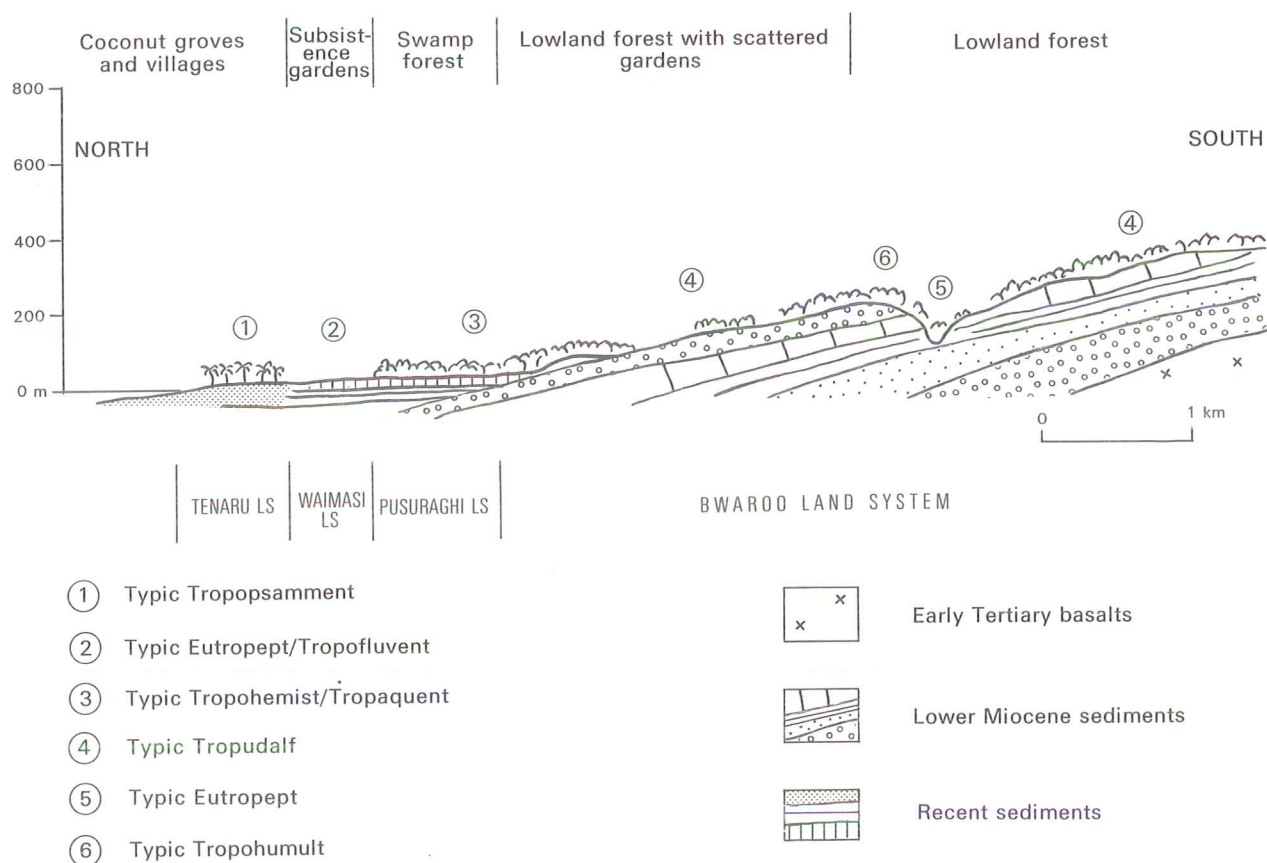 Coconut groves
and villages
Subsist-
ence
gardens
Swamp
forest
Lowland forest with scattered
gardens
Lowland forest
800
NORTH
SOUTH
600
400
200
0 m
1
2
3
4
6
5
4
0
1 km
TENARU LS
WAIMASI
LS
PUSURAGHI LS
BWAROO LAND SYSTEM
1 Typic Tropopsamment
2 Typic Eutropept/Tropofluvent
3 Typic Tropohemist/Tropaquent
4 Typic Tropudalf
5 Typic Eutropept
6 Typic Tropohumult
Early Tertiary basalts
Lower Miocene sediments
Recent sediments